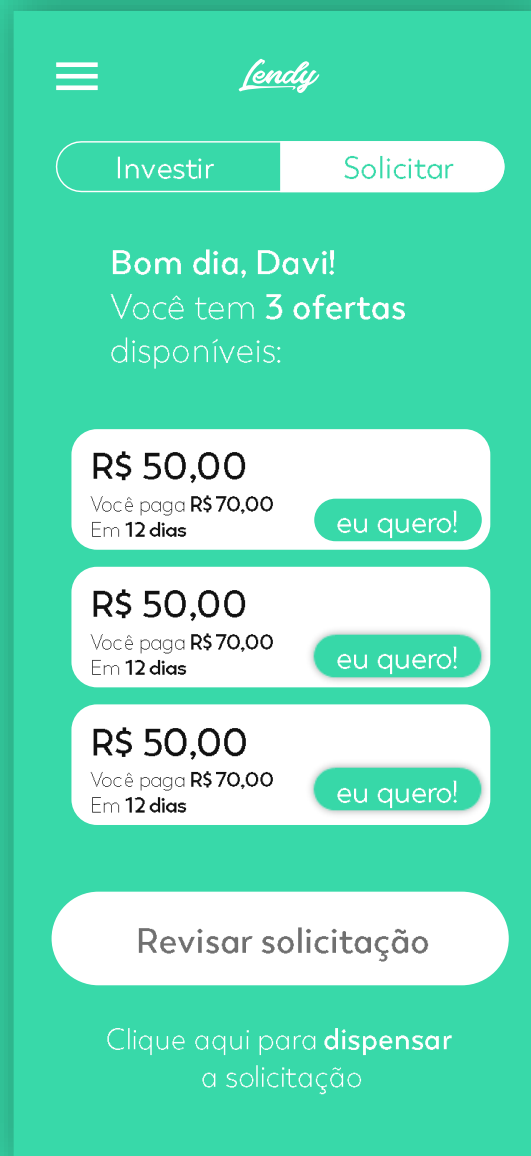 Lendy
Investir
Solicitar
Bom dia, Davi!
Você tem 3 ofertas
disponíveis:
R$ 50,00
Você paga R$ 70,00
Em 12 dias
eu quero!
R$ 50,00
Você paga R$ 70,00
Em 12 dias
eu quero!
R$ 50,00
Você paga R$ 70,00
Em 12 dias
eu quero!
Revisar solicitação
Clique aqui para dispensar
a solicitação